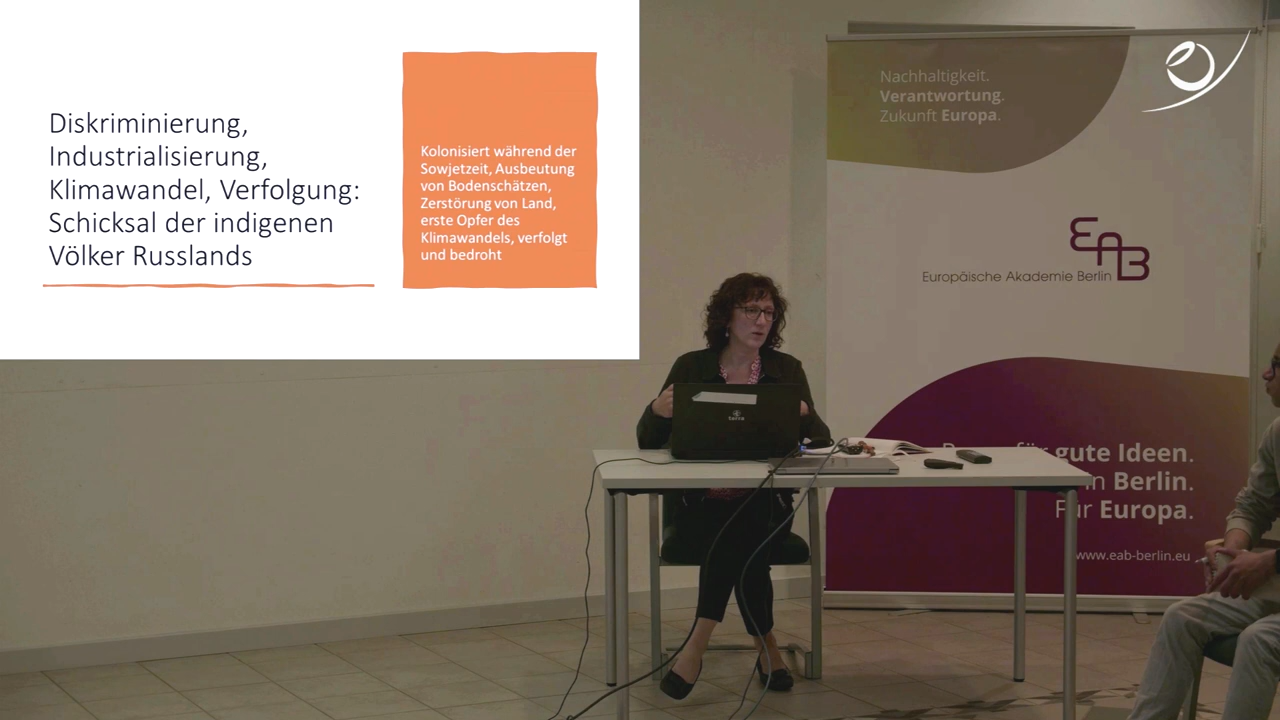 Diskriminierung,
Industrialisierung,
Klimawandel, Verfolgung:
Schicksal der indigenen
Völker Russlands
Kolonisiert während der
Sowjetzeit, Ausbeutung
von Bodenschätzen,
Zerstörung von Land,
erste Opfer des
Klimawandels, verfolgt
und bedroht
Nachhaltigkeit.
Verantwortung.
Zukunft Europa.
EAB
Europäische Akademie Berlin
gute Ideen.
in Berlin.
Für Europa.
www.eab-berlin.eu